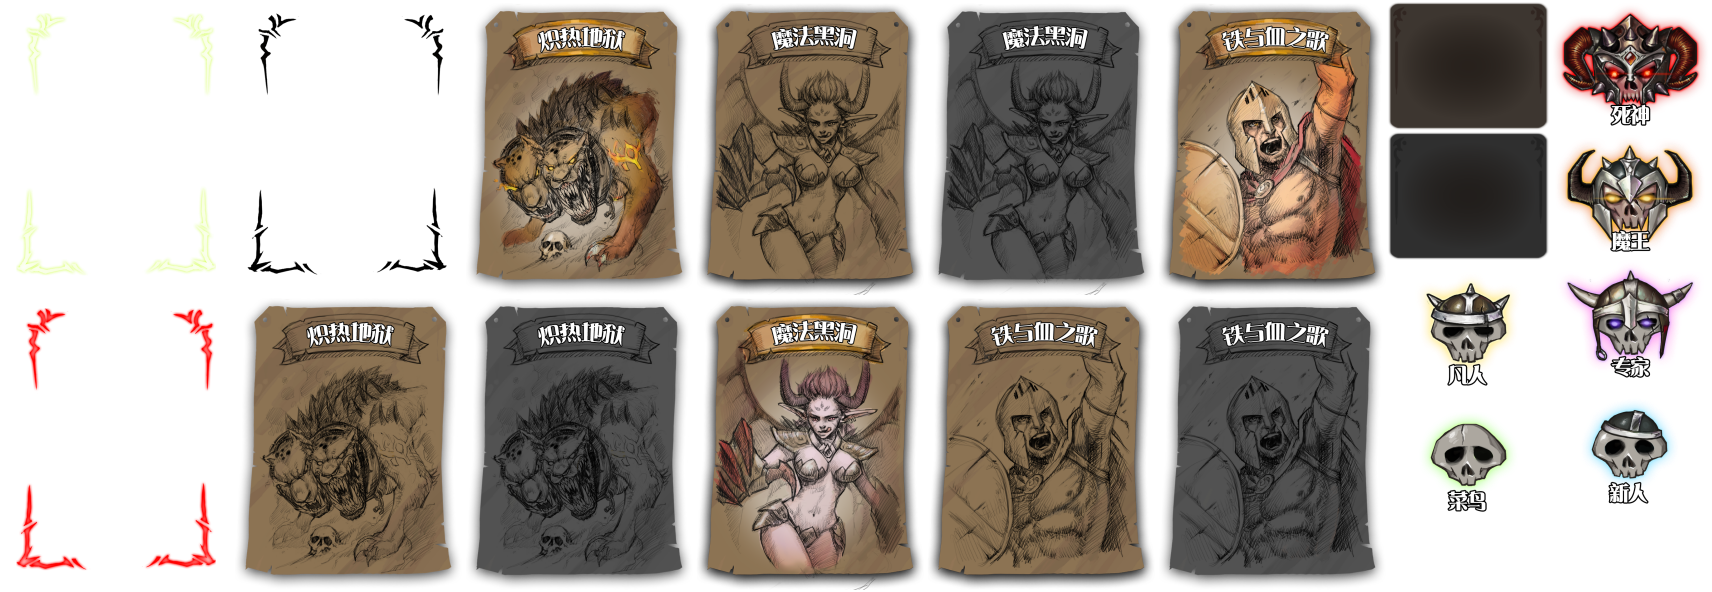 炽热地狱
魔法黑洞
魔法黑洞
铁与血之歌
死神
魔王
炽热地狱
炽热地狱
魔法黑洞
铁与血之歌
铁与血之歌
凡人
专家
菜鸟
新人